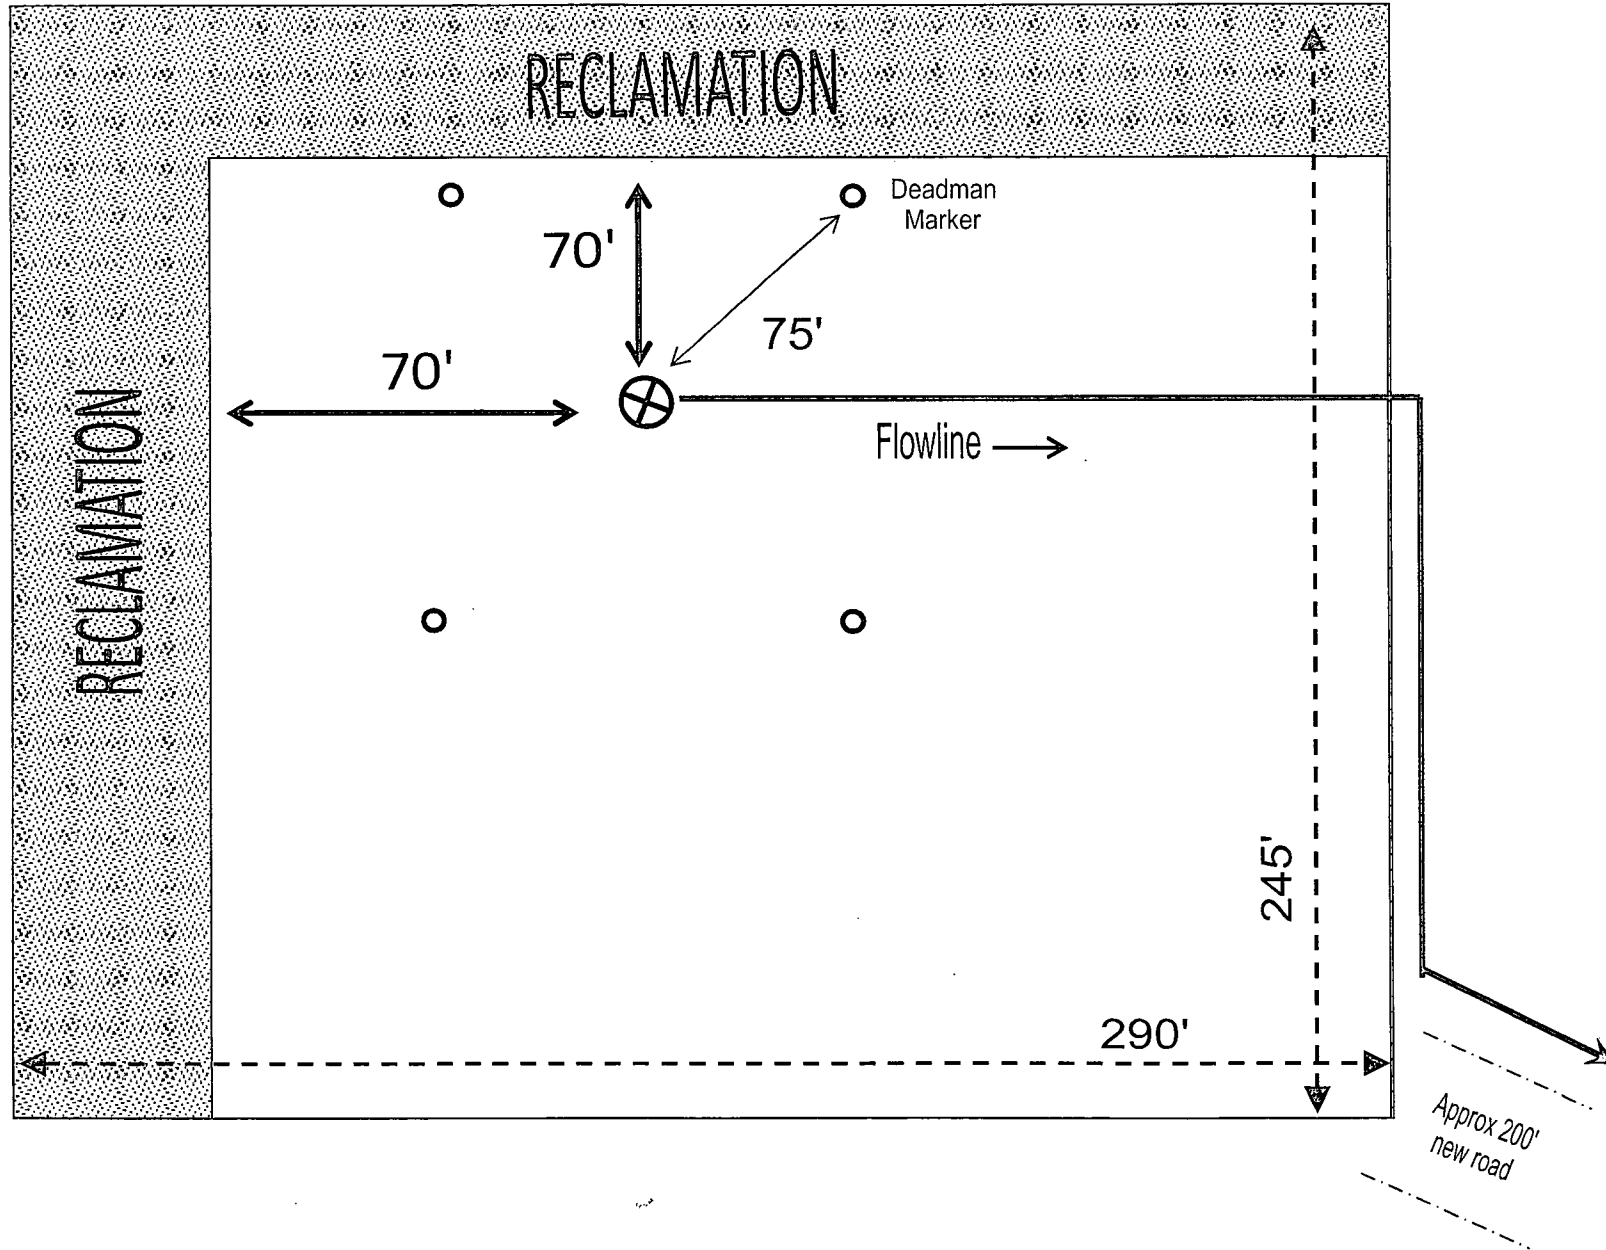 RECLAMATION
Deadman
Marker
70'
75'
70'
Flowline
RECLAMATION
245'
290'
Approx 200'
new road